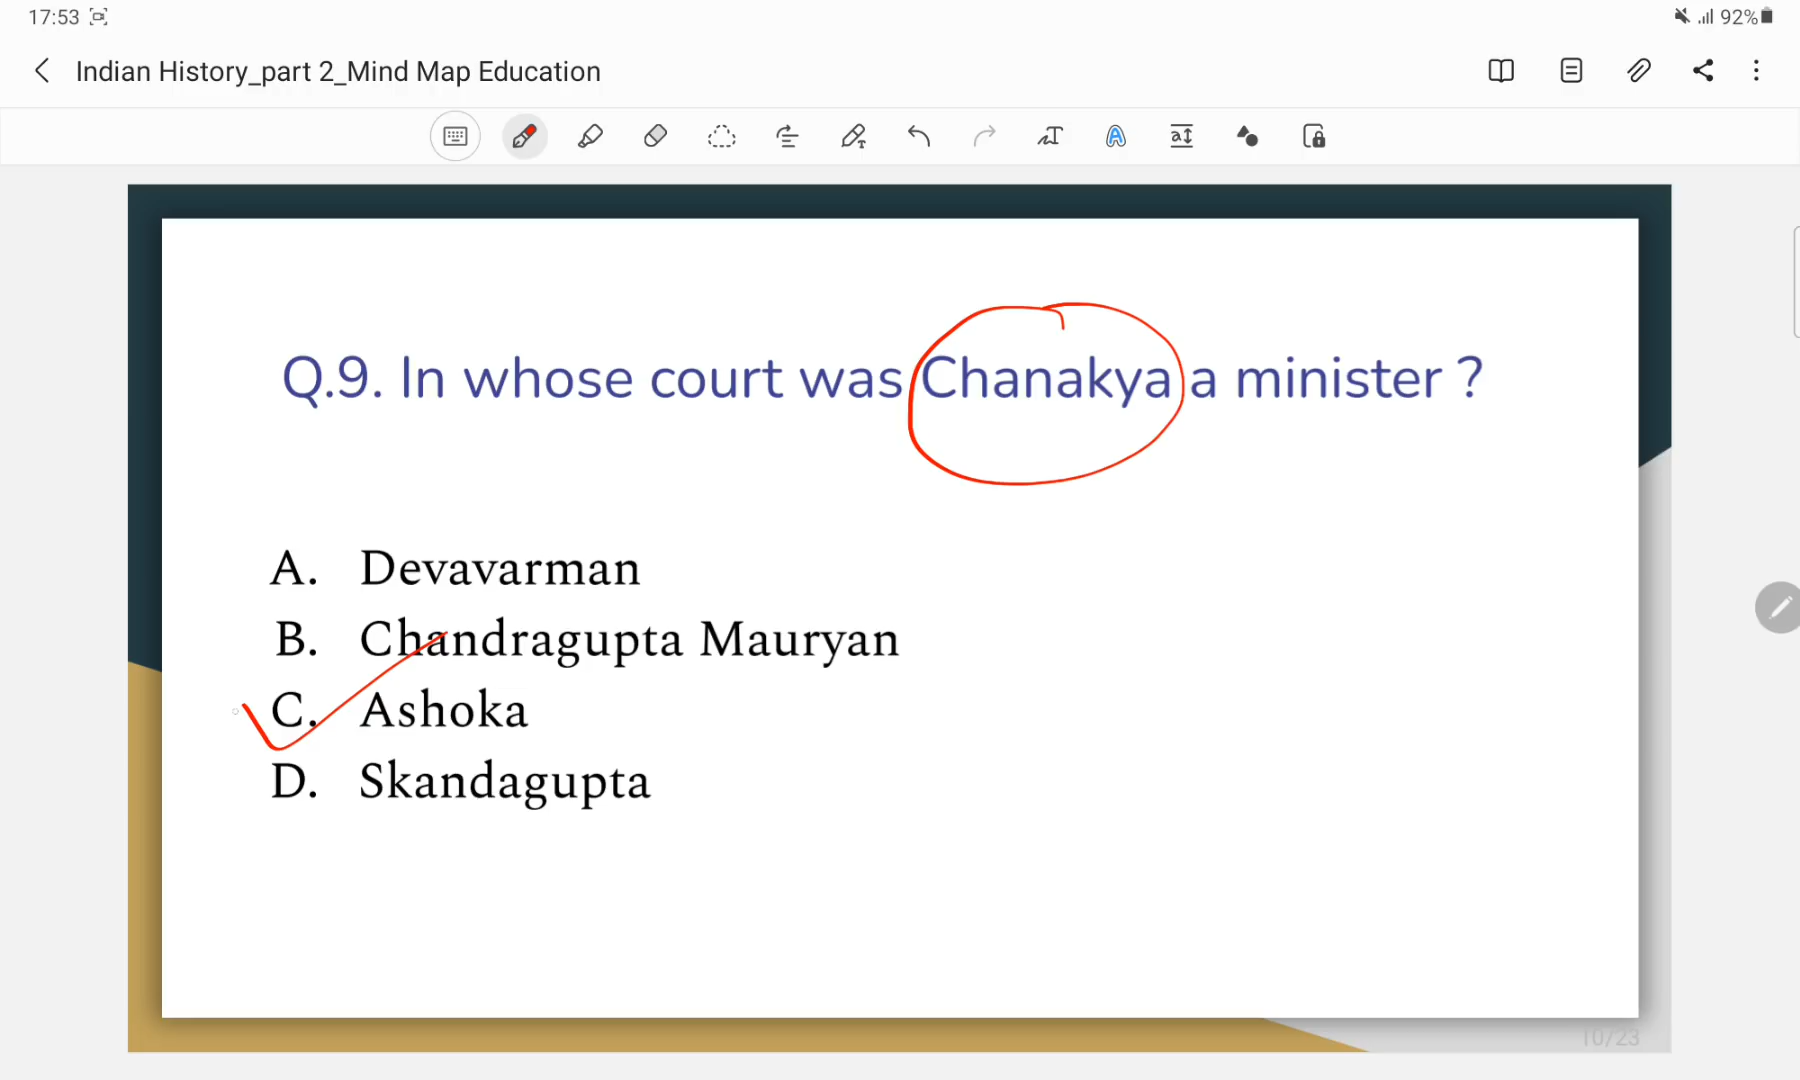 17:53
92%
Indian History_part 2_Mind Map Education
Q.9. In whose court was Chanakya a minister ?
A. Devavarman
B. Chandragupta Mauryan
C. Ashoka
D. Skandagupta
10/23